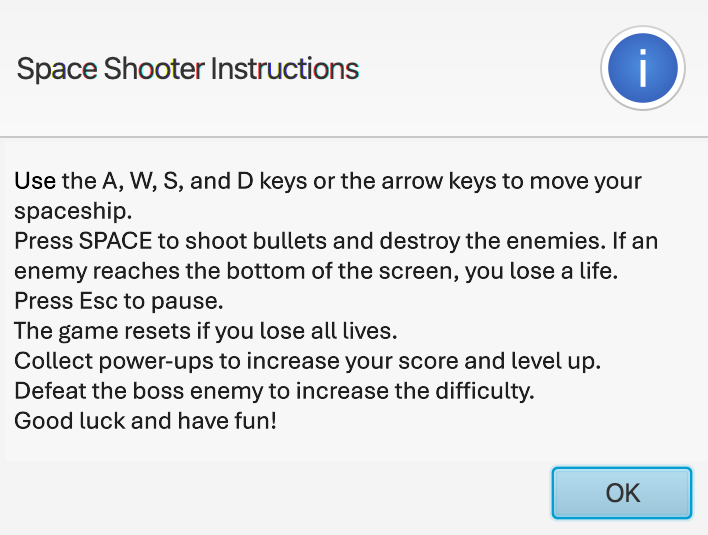 Space Shooter Instructions
i
Use the A, W, S, and D keys or the arrow keys to move your
spaceship.
Press SPACE to shoot bullets and destroy the enemies. If an
enemy reaches the bottom of the screen, you lose a life.
Press Esc to pause.
The game resets if you lose all lives.
Collect power-ups to increase your score and level up.
Defeat the boss enemy to increase the difficulty.
Good luck and have fun!
OK